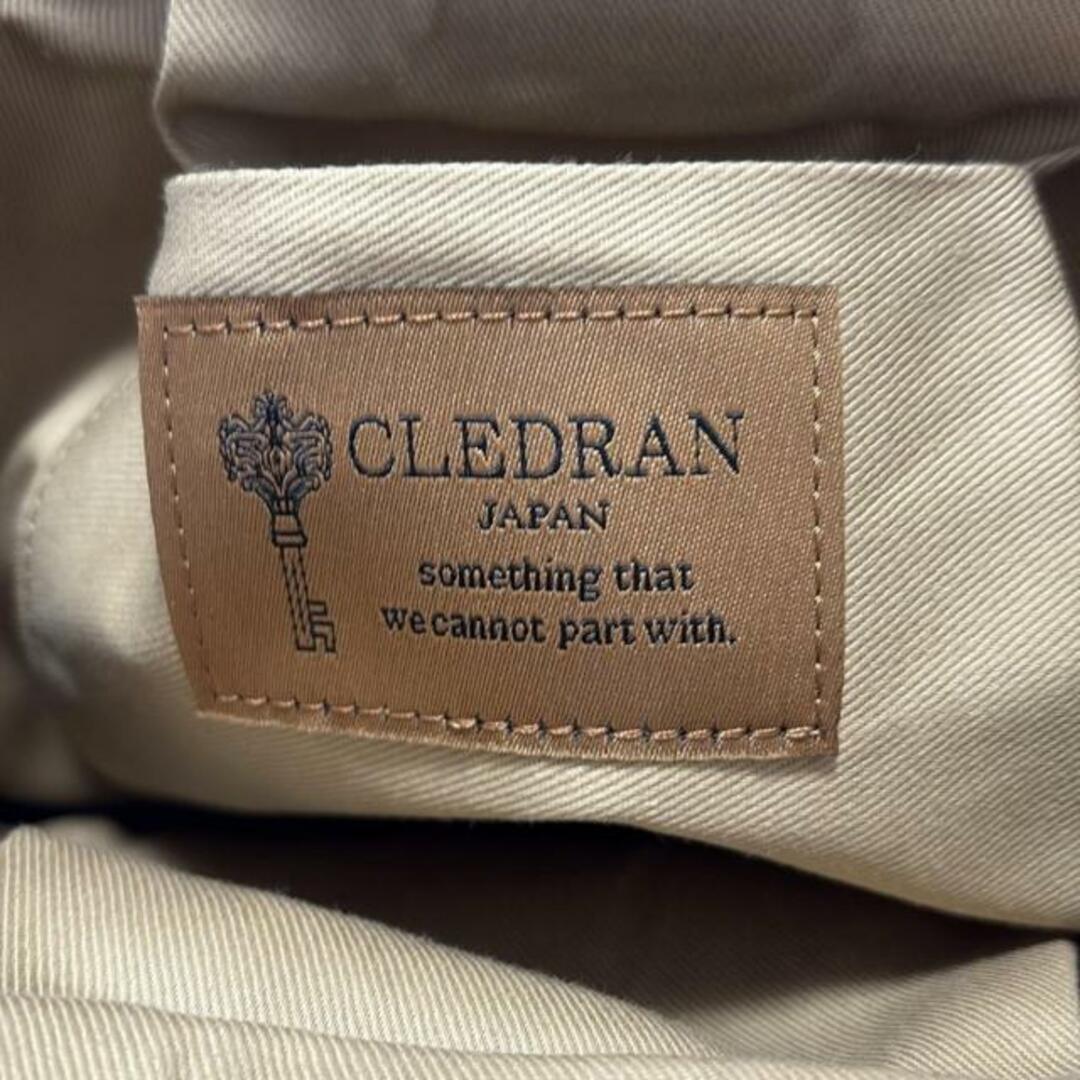 CLEDRAN
JAPAN
something that
we cannot part with.